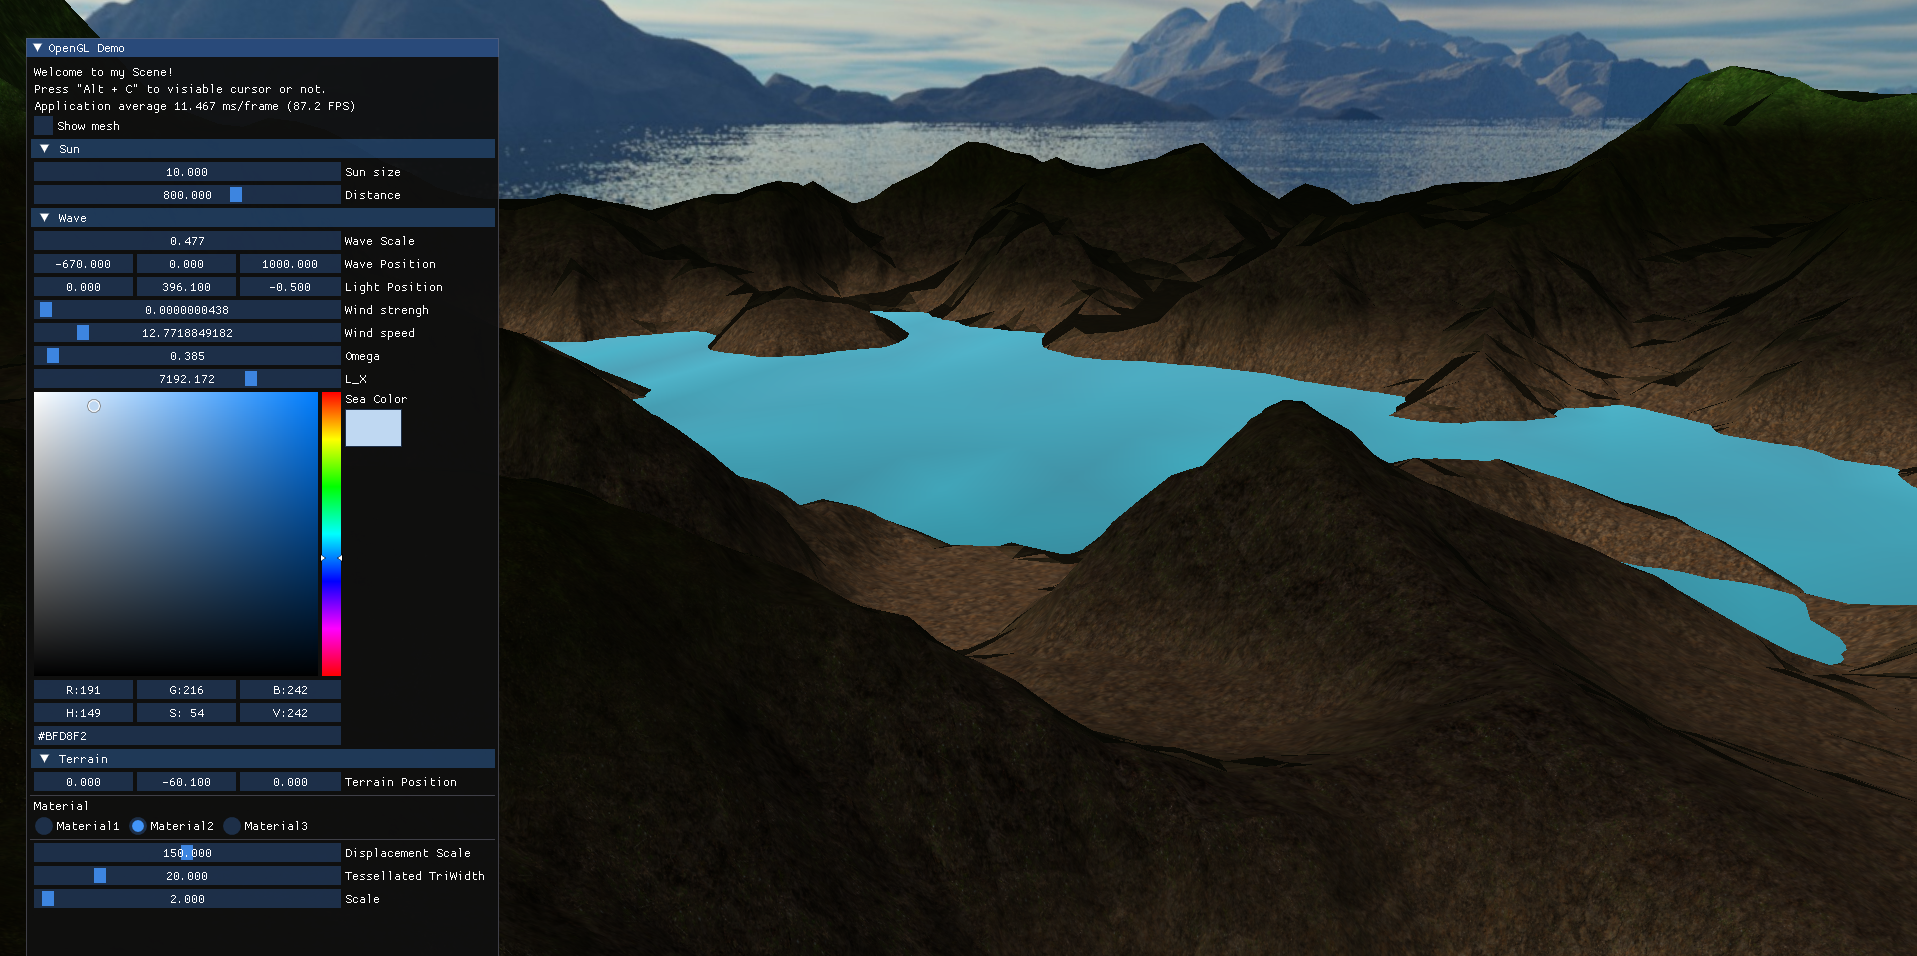 OpenGL Demo
Welcome to my Scene!
Press "Alt + C" to visiable cursor or not.
Application average 11.467 ms/frame (87.2 FPS)
Show mesh
Sun
10.000 Sun size
800.000 Distance
Wave
0.477 Wave Scale
-670.000 0.000 1000.000 Wave Position
0.000 396.100 -0.500 Light Position
0.0000000438 Wind strengh
12.7718849182 Wind speed
0.385 Omega
7192.172 L_X
Sea Color
R:191 G:216 B:242
H:149 S: 54 V:242
#BFD8F2
Terrain
0.000 -60.100 0.000 Terrain Position
Material
Material1 Material2 Material3
150.000 Displacement Scale
20.000 Tessellated TriWidth
2.000 Scale